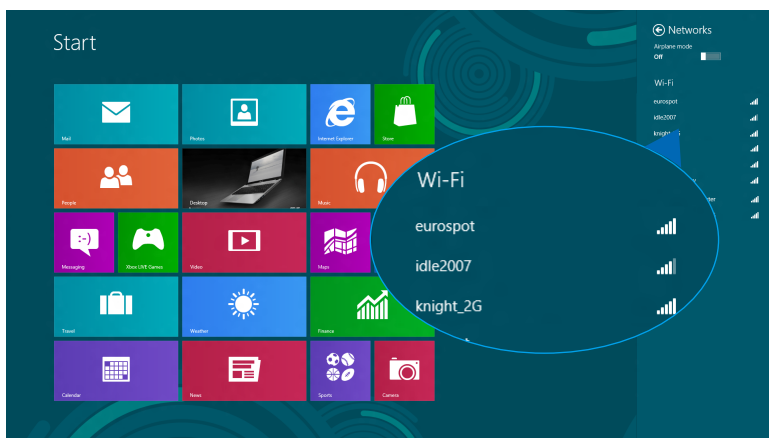 Start
Networks
Airplane mode
Off
Wi-Fi
eurospot
idle2007
Mail
Photos
Internet Explorer
Store
People
Desktop
Music
Messaging
Xbox LIVE Games
Video
Maps
Travel
Weather
Finance
Calendar
News
Sports
Camera
Wi-Fi
eurospot
idle2007
knight_2G